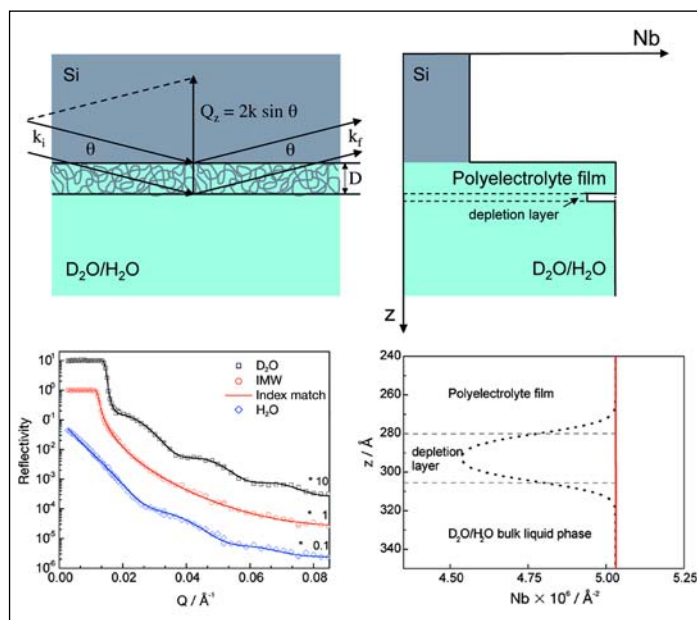 Si
Q_z = 2k sin θ
k_i
θ
θ
k_f
D
D₂O/H₂O
Nb
Si
Polyelectrolyte film
depletion layer
D₂O/H₂O
z
Reflectivity
10¹
10⁰
10⁻¹
10⁻²
10⁻³
10⁻⁴
10⁻⁵
10⁻⁶
D₂O
IMW
Index match
H₂O
* 10
* 1
* 0.1
0.00 0.02 0.04 0.06 0.08
Q / Å⁻¹
z / Å
240
260
280
300
320
340
Polyelectrolyte film
depletion
layer
D₂O/H₂O bulk liquid phase
4.50 4.75 5.00 5.25
Nb × 10⁶ / Å⁻²